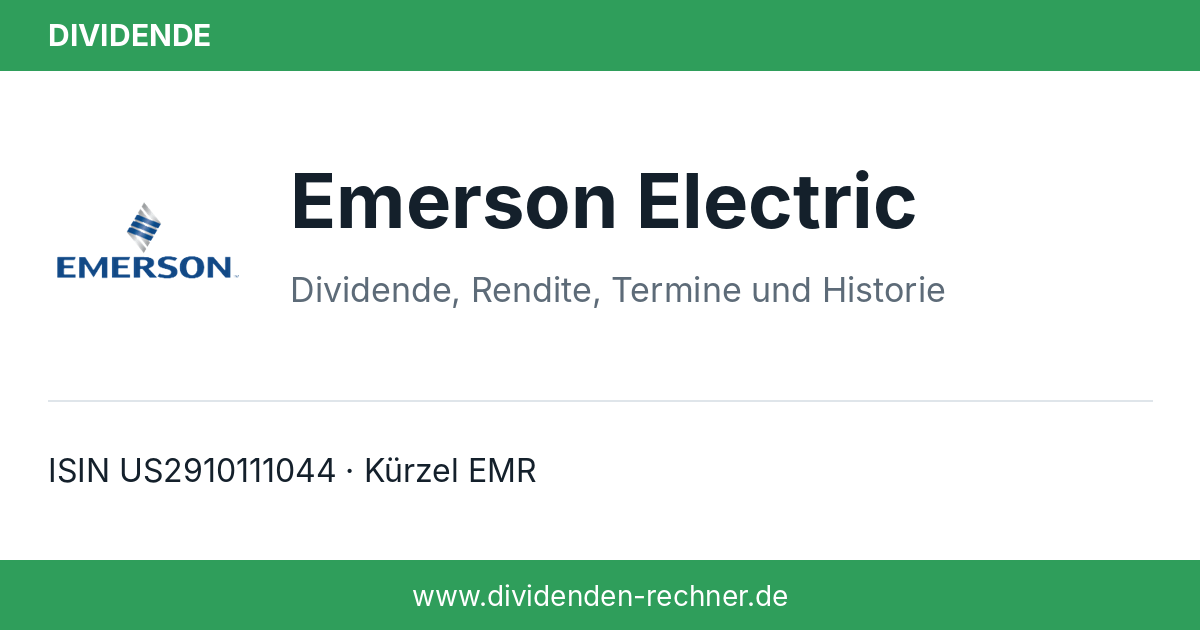 DIVIDENDE
Emerson Electric
EMERSON
Dividende, Rendite, Termine und Historie
ISIN US2910111044 · Kürzel EMR
www.dividenden-rechner.de